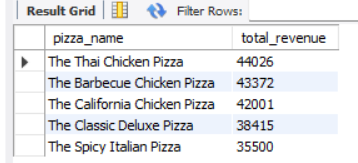 Result Grid Filter Rows:
pizza_name total_revenue
The Thai Chicken Pizza 44026
The Barbecue Chicken Pizza 43372
The California Chicken Pizza 42001
The Classic Deluxe Pizza 38415
The Spicy Italian Pizza 35500